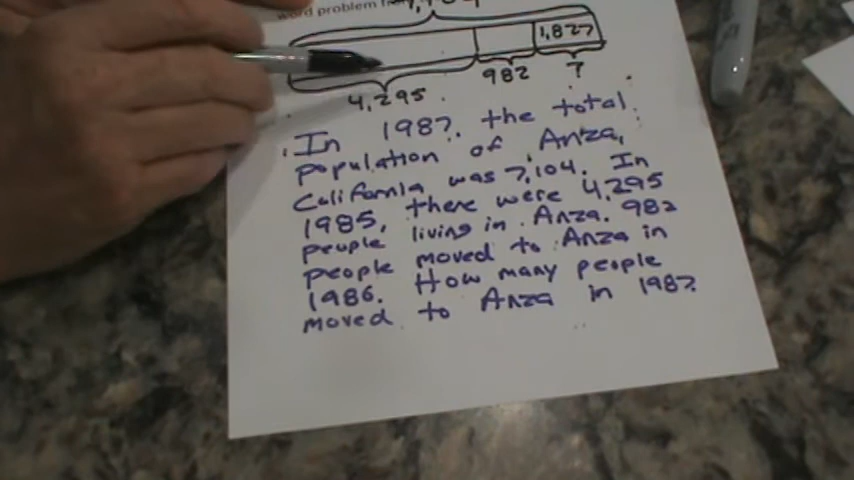 word problem
1,827
4,295 982 ?
In 1987, the total
population of Anza,
California was 7,104. In
1985, there were 4,295
people living in Anza. 982
people moved to Anza in
1986. How many people
moved to Anza in 1987?